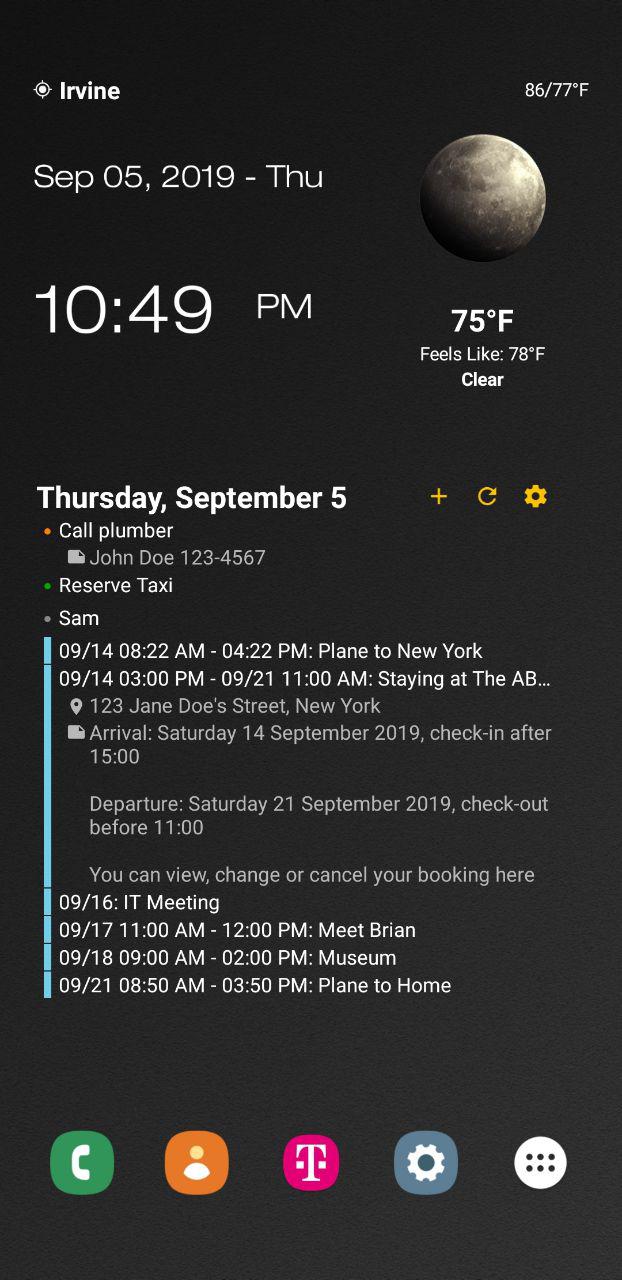 Irvine
86/77°F
Sep 05, 2019 - Thu
10:49 PM
75°F
Feels Like: 78°F
Clear
Thursday, September 5
Call plumber
John Doe 123-4567
Reserve Taxi
Sam
09/14 08:22 AM - 04:22 PM: Plane to New York
09/14 03:00 PM - 09/21 11:00 AM: Staying at The AB...
123 Jane Doe's Street, New York
Arrival: Saturday 14 September 2019, check-in after
15:00
Departure: Saturday 21 September 2019, check-out
before 11:00
You can view, change or cancel your booking here
09/16: IT Meeting
09/17 11:00 AM - 12:00 PM: Meet Brian
09/18 09:00 AM - 02:00 PM: Museum
09/21 08:50 AM - 03:50 PM: Plane to Home
T